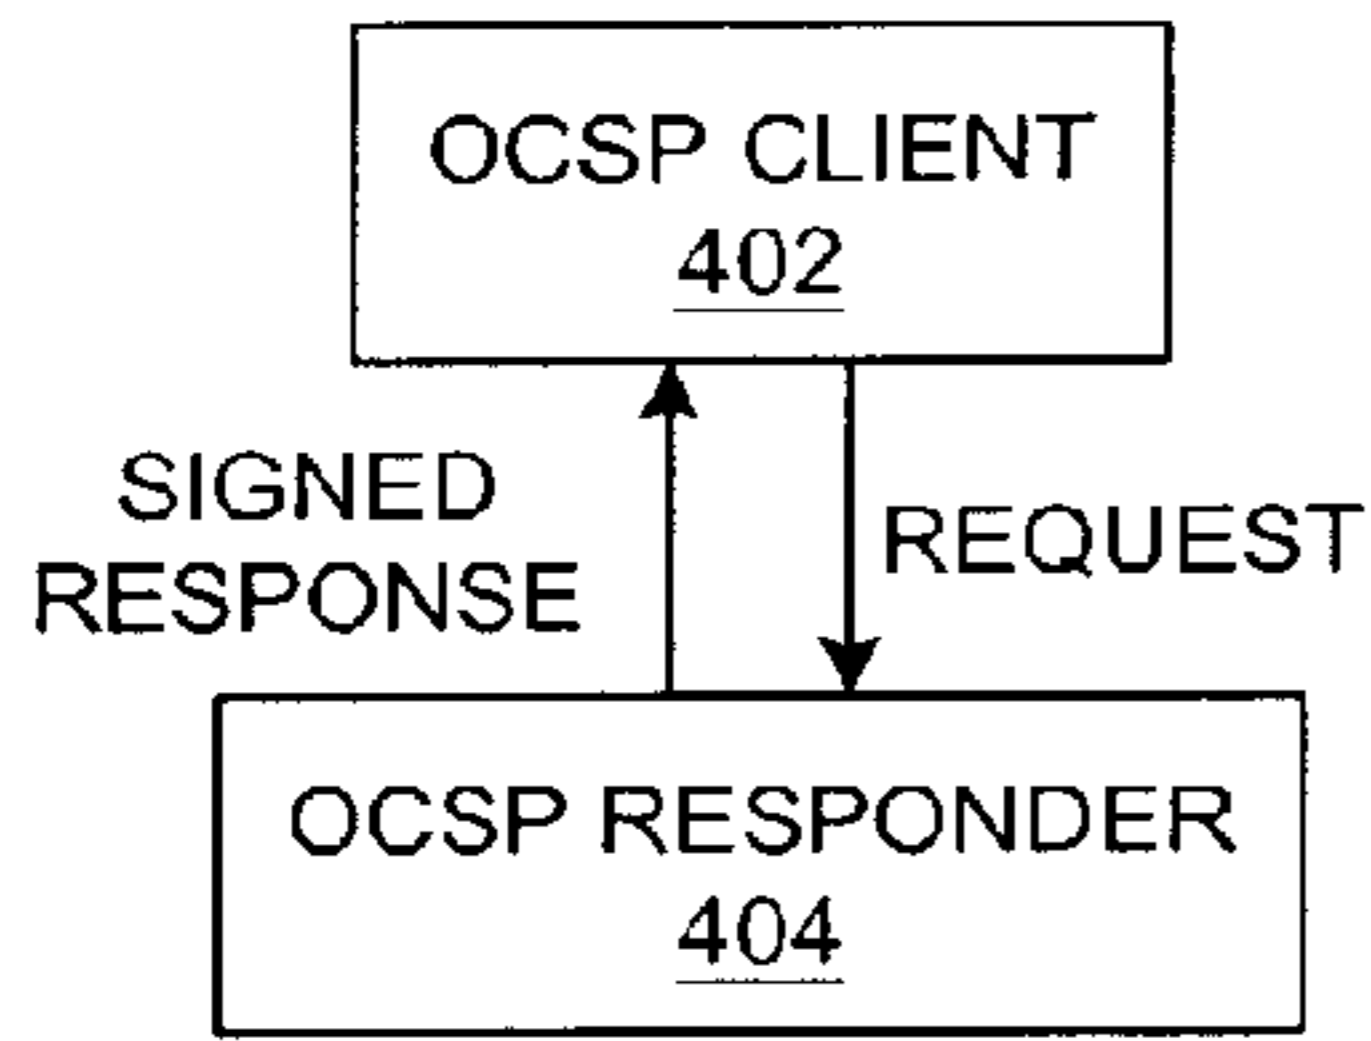 OCSP CLIENT
402
SIGNED
RESPONSE
REQUEST
OCSP RESPONDER
404